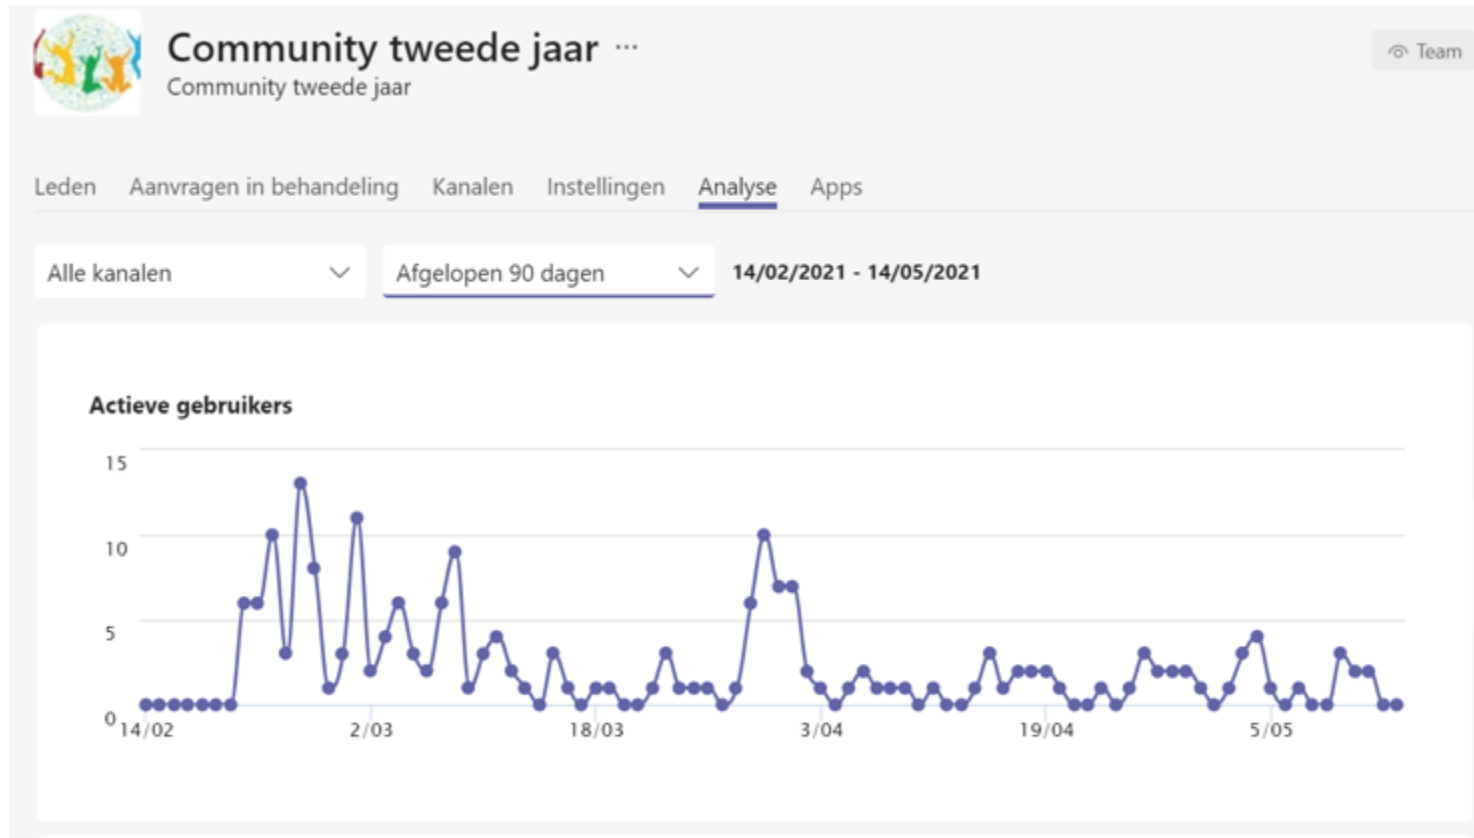 Community tweede jaar ...
Community tweede jaar
Team
Leden Aanvragen in behandeling Kanalen Instellingen Analyse Apps
Alle kanalen Afgelopen 90 dagen 14/02/2021 - 14/05/2021
Actieve gebruikers
15
10
5
0
14/02 2/03 18/03 3/04 19/04 5/05